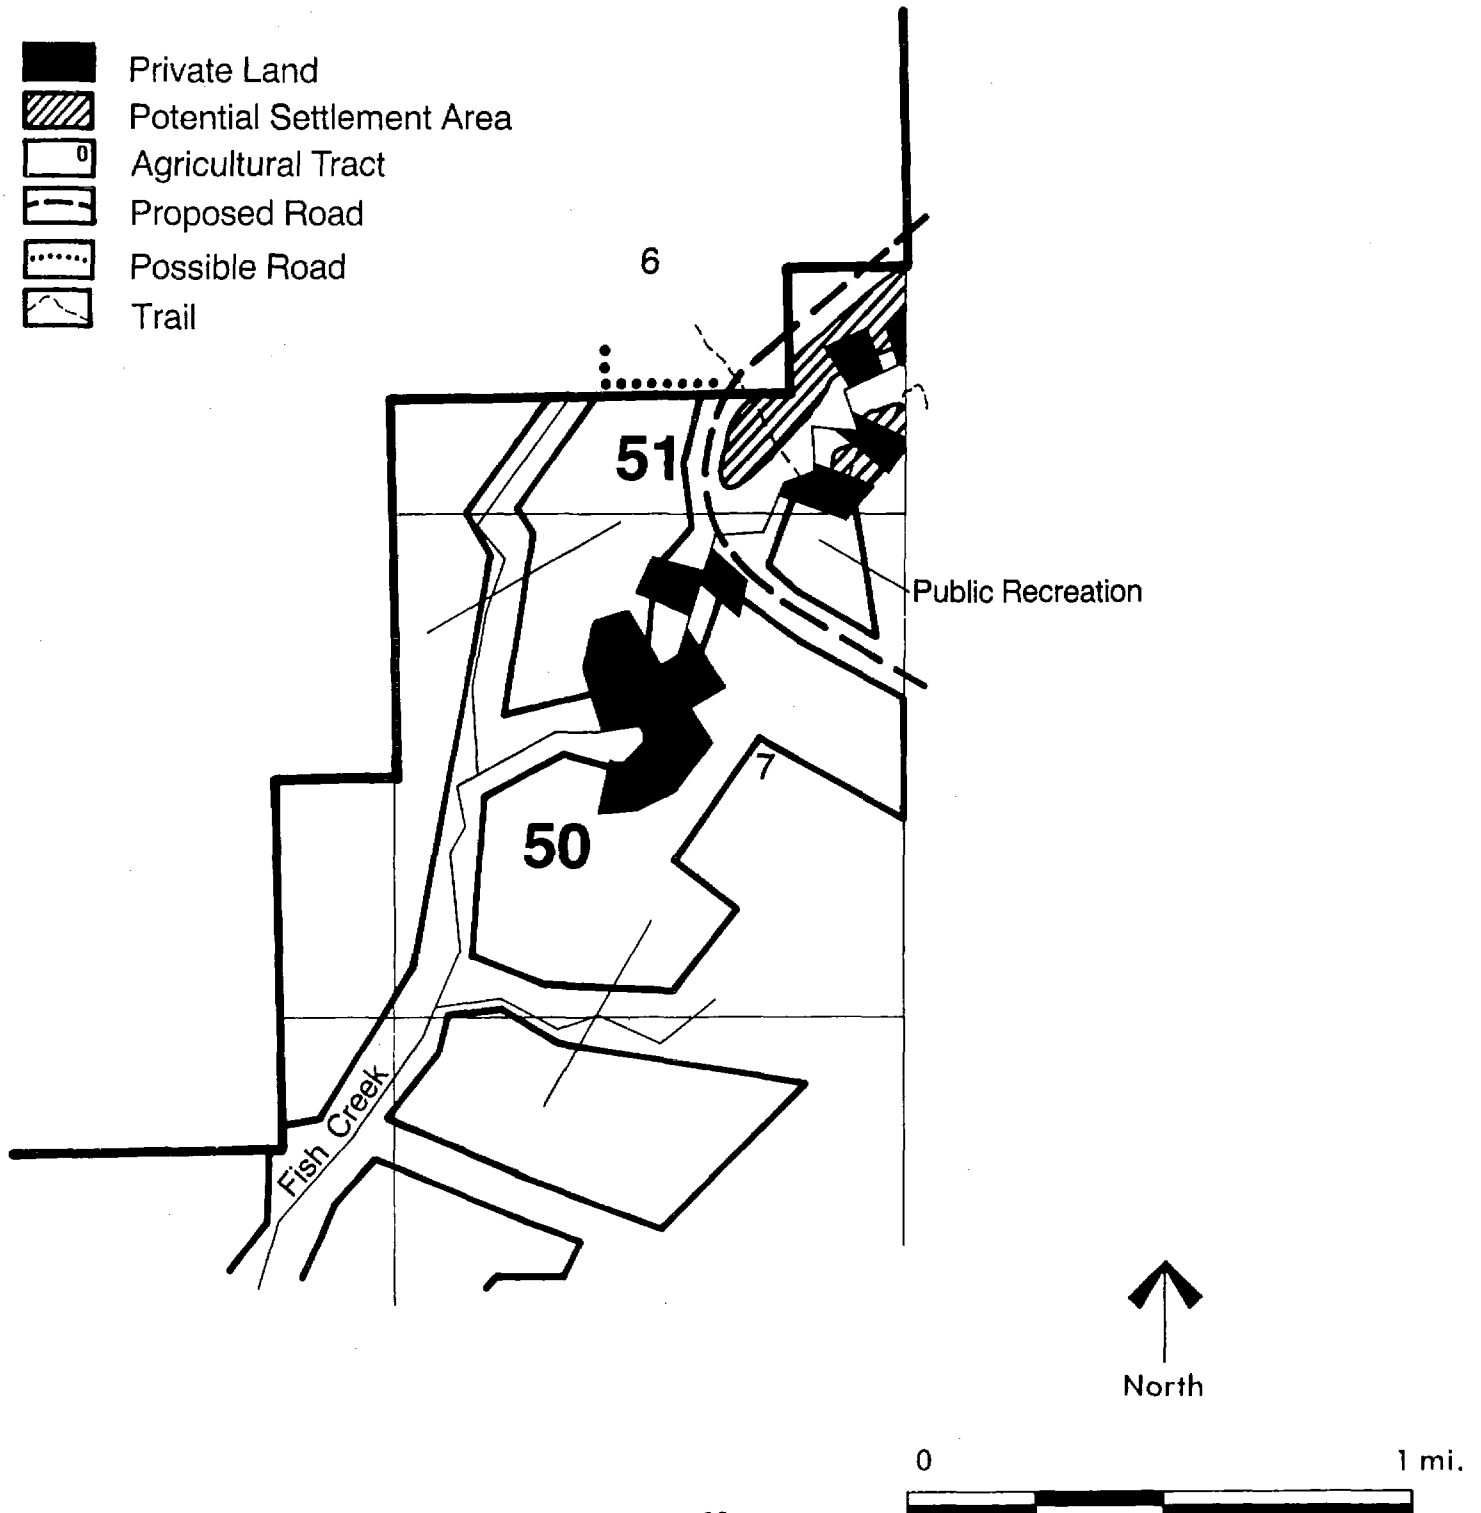 Private Land
Potential Settlement Area
0
Agricultural Tract
Proposed Road
Possible Road
Trail
6
51
Public Recreation
7
50
Fish Creek
North
0 1 mi.